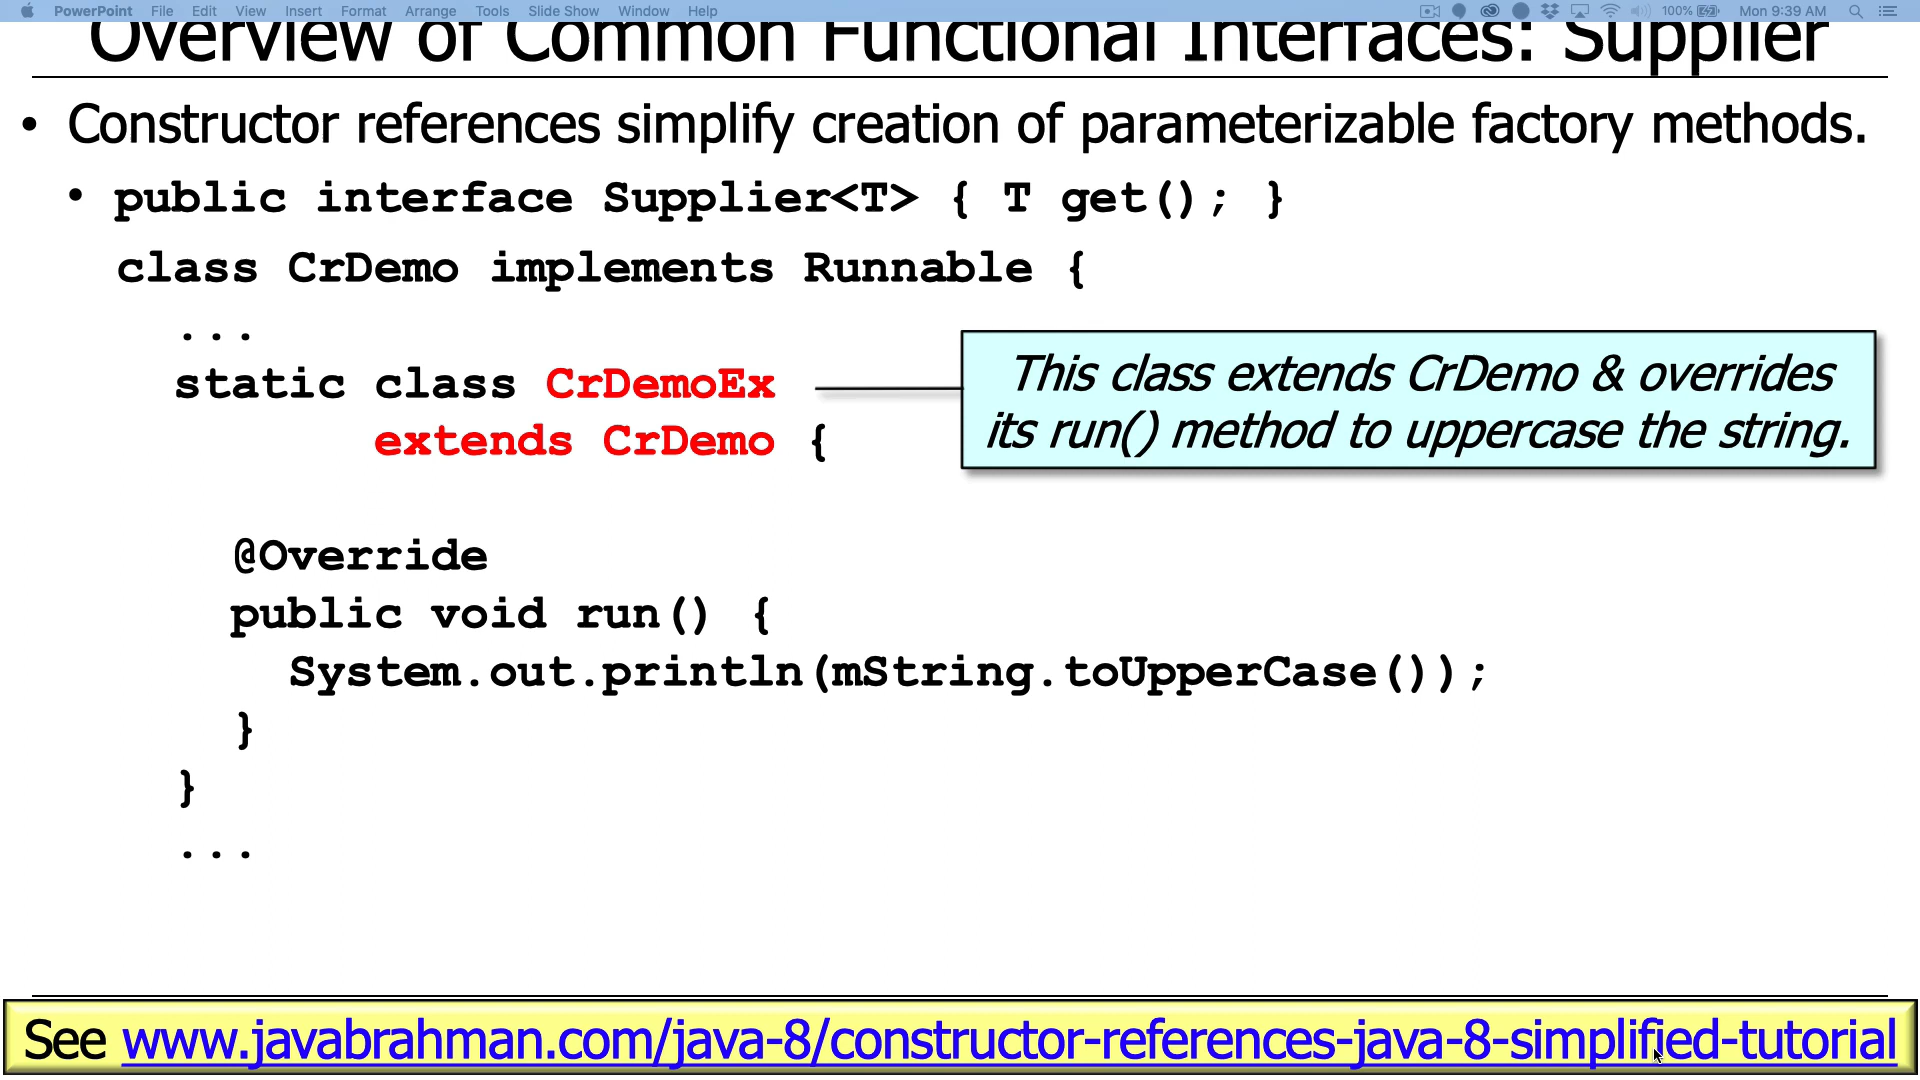 PowerPoint File Edit View Insert Format Arrange Tools Slide Show Window Help 100% Mon 9:39 AM
Overview of Common Functional Interfaces: Supplier
• Constructor references simplify creation of parameterizable factory methods.
• public interface Supplier<T> { T get(); }
class CrDemo implements Runnable {
...
static class CrDemoEx
extends CrDemo {
This class extends CrDemo & overrides
its run() method to uppercase the string.
@Override
public void run() {
System.out.println(mString.toUpperCase());
}
}
...
See www.javabrahman.com/java-8/constructor-references-java-8-simplified-tutorial